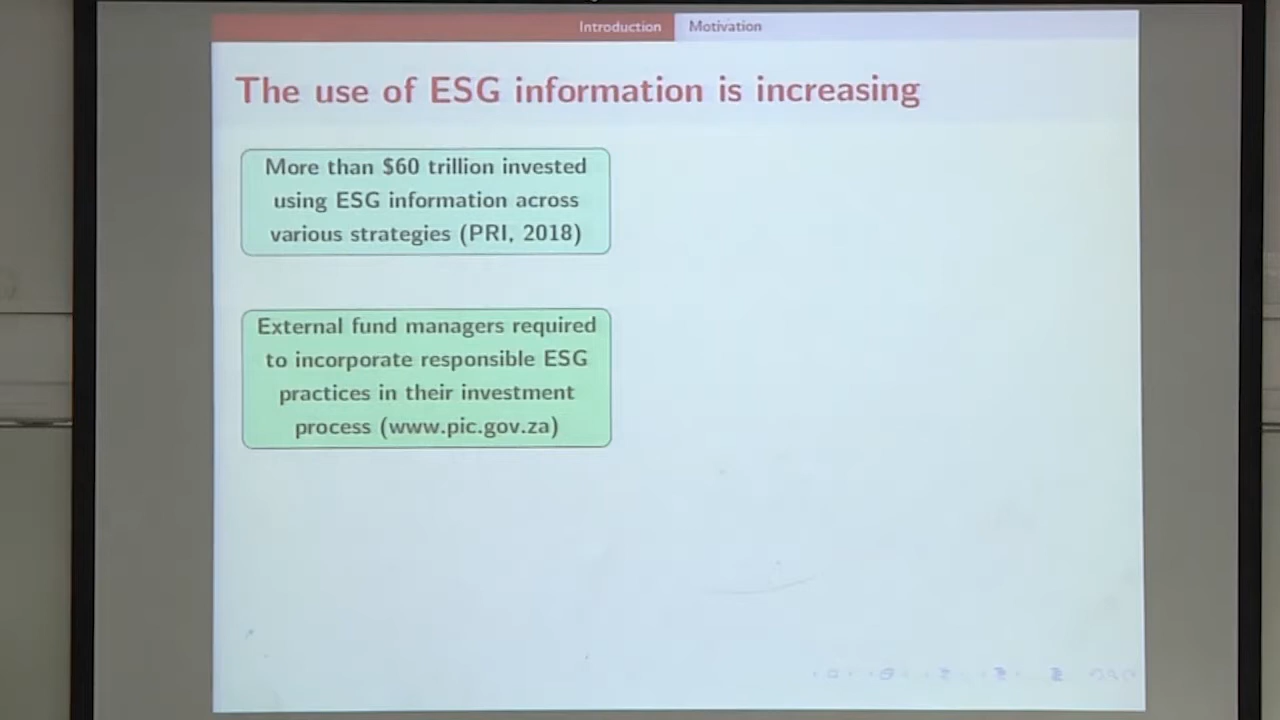 Introduction Motivation
The use of ESG information is increasing
More than $60 trillion invested
using ESG information across
various strategies (PRI, 2018)
External fund managers required
to incorporate responsible ESG
practices in their investment
process (www.pic.gov.za)